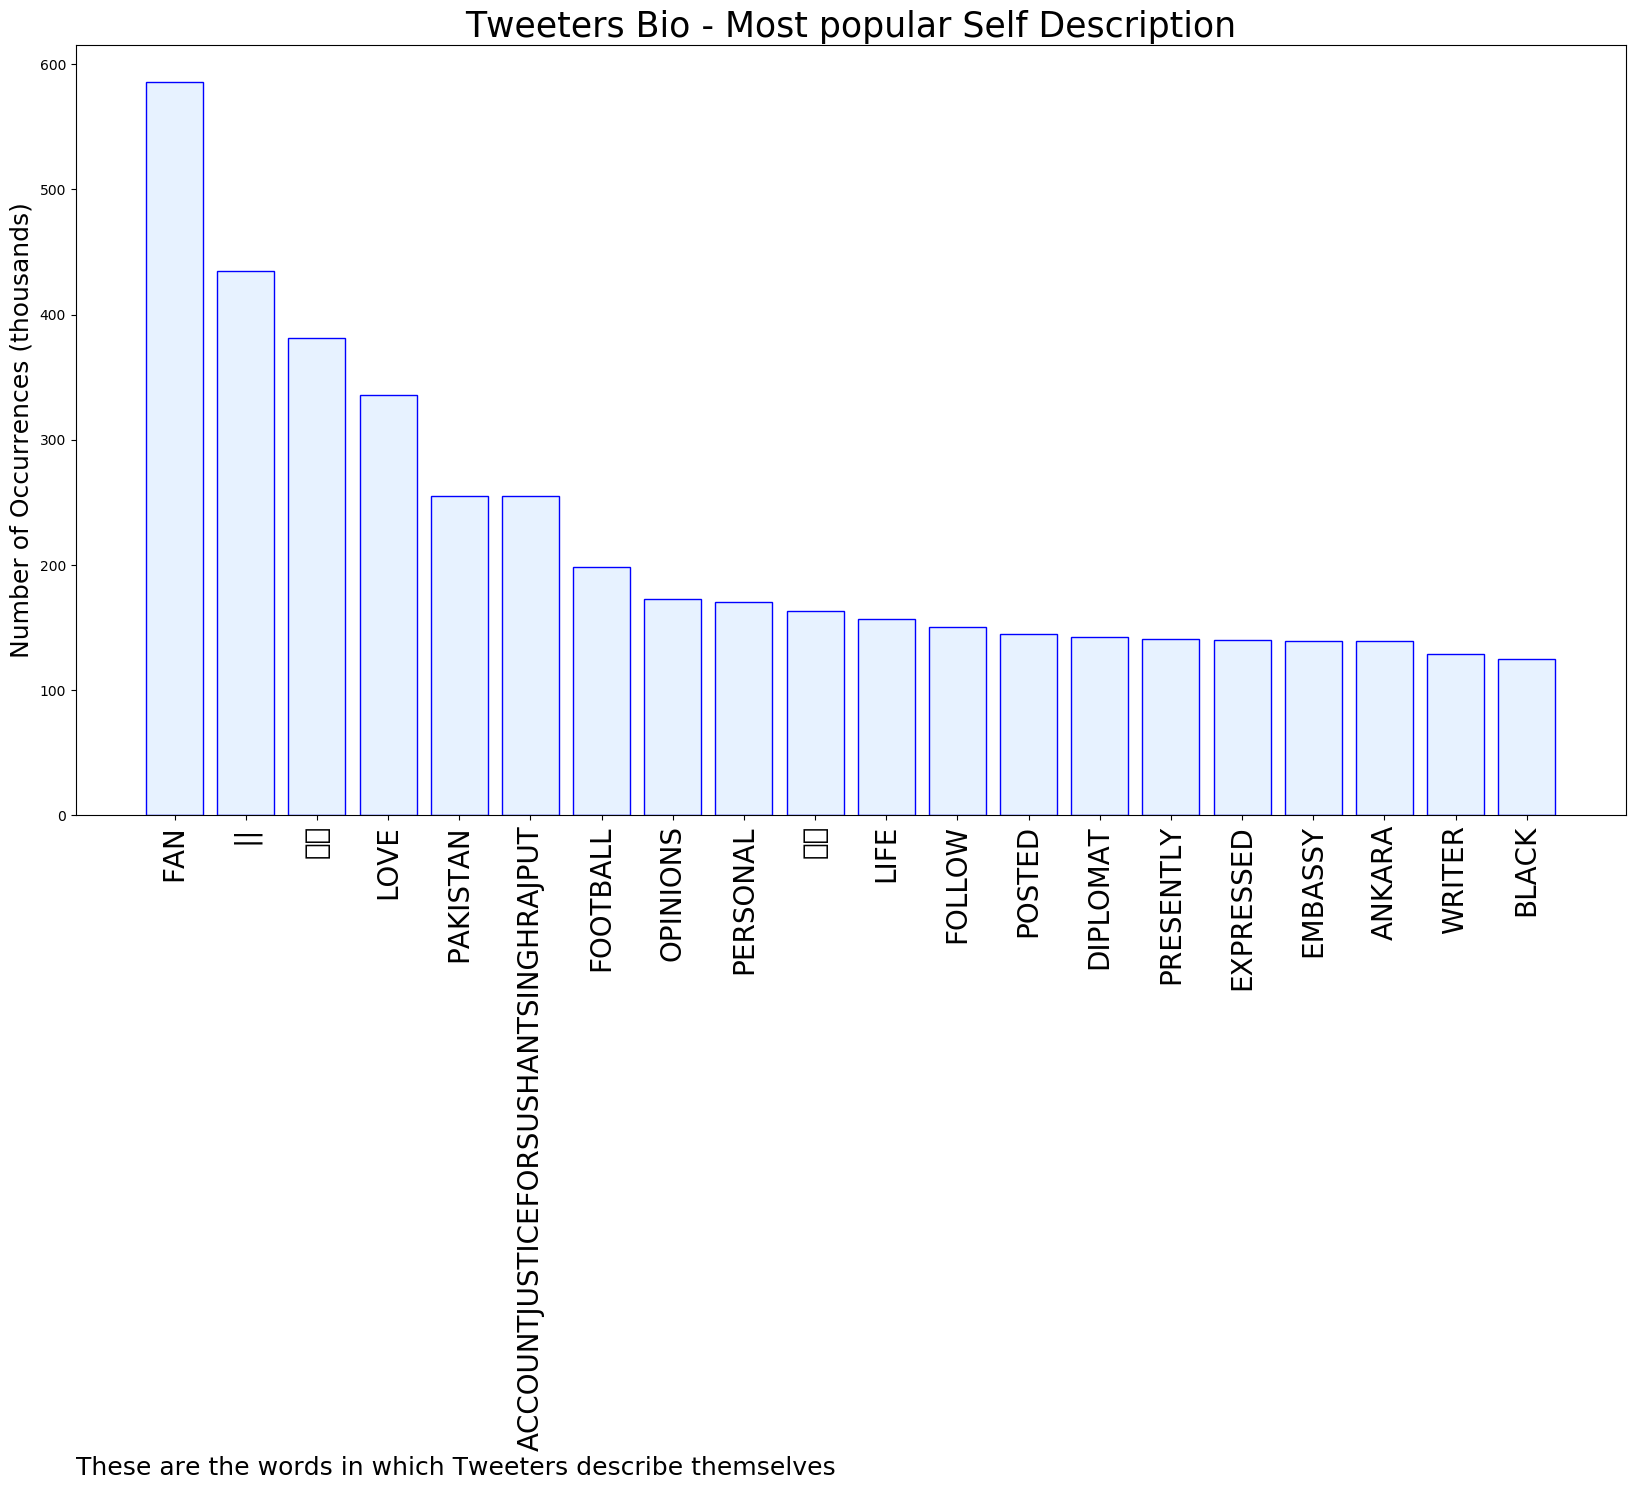 Tweeters Bio - Most popular Self Description
Number of Occurrences (thousands)
600
500
400
300
200
100
0
FAN
||
LOVE
PAKISTAN
ACCOUNTJUSTICEFORSUSHANTSINGHRAJPUT
FOOTBALL
OPINIONS
PERSONAL
LIFE
FOLLOW
POSTED
DIPLOMAT
PRESENTLY
EXPRESSED
EMBASSY
ANKARA
WRITER
BLACK
These are the words in which Tweeters describe themselves